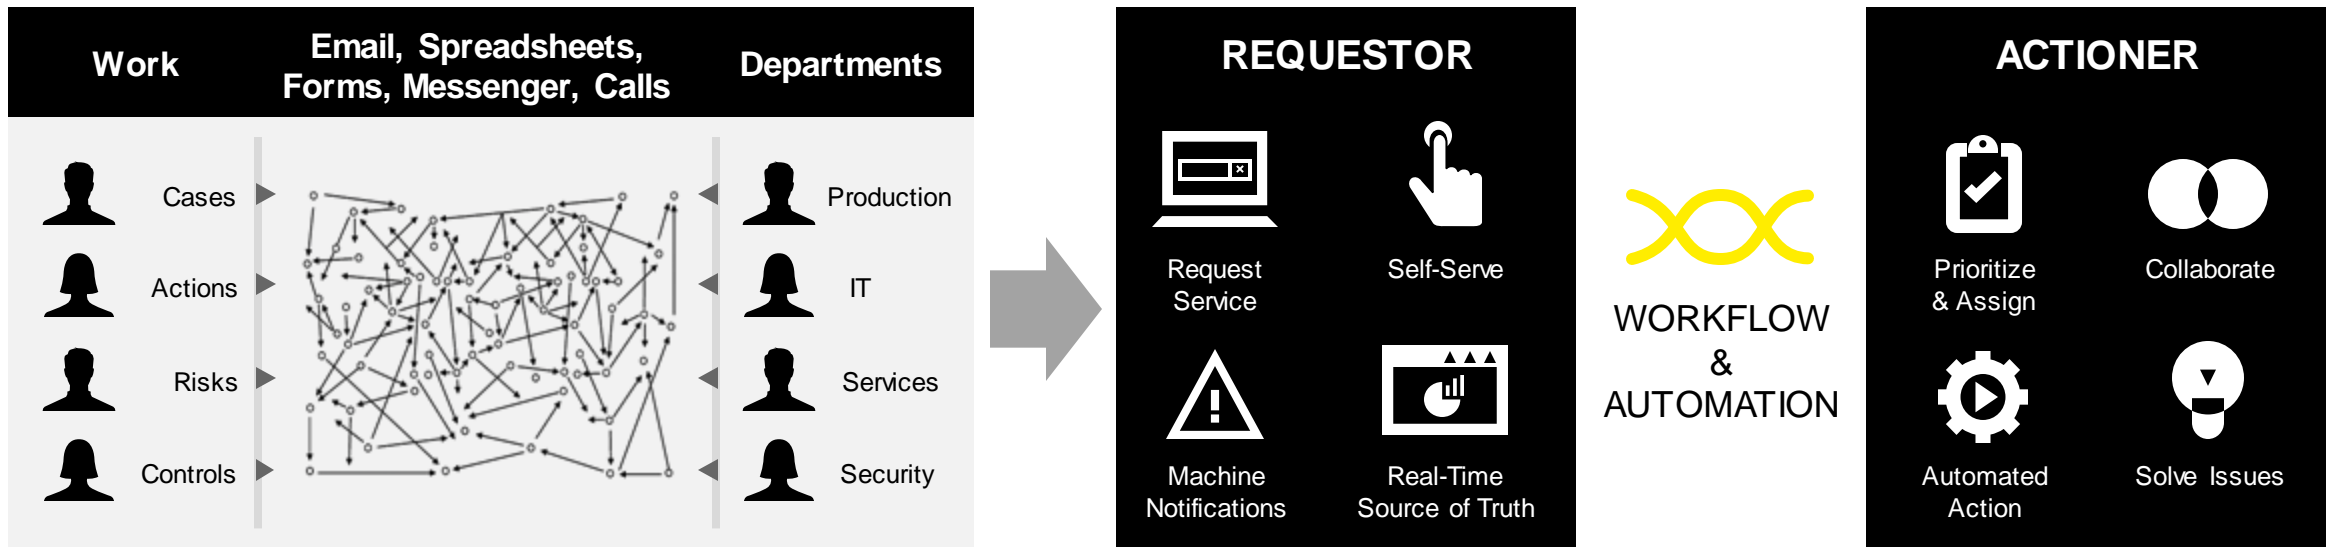 Work
Email, Spreadsheets,
Forms, Messenger, Calls
Departments
Cases
Actions
Risks
Controls
Production
IT
Services
Security
REQUESTOR
Request
Service
Self-Serve
Machine
Notifications
Real-Time
Source of Truth
WORKFLOW
&
AUTOMATION
ACTIONER
Prioritize
& Assign
Collaborate
Automated
Action
Solve Issues